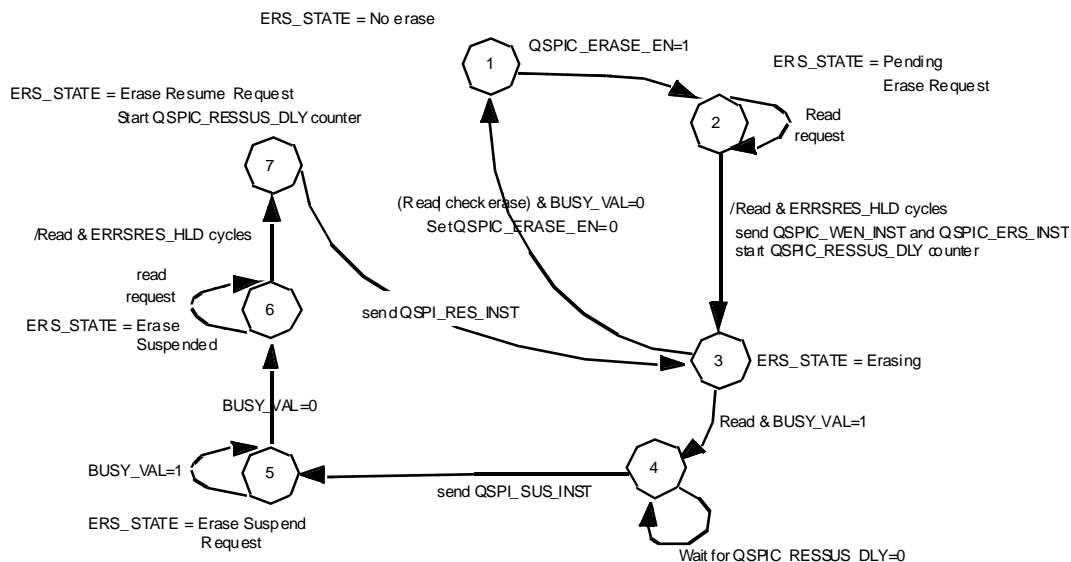 ERS_STATE = No erase
QSPIC_ERASE_EN=1
1
ERS_STATE = Pending
Erase Request
2
Read
request
ERS_STATE = Erase Resume Request
Start QSPIC_RESSUS_DLY counter
7
(Read|check erase) & BUSY_VAL=0
Set QSPIC_ERASE_EN=0
/Read & ERRSRES_HLD cycles
send QSPIC_WEN_INST and QSPIC_ERS_INST
start QSPIC_RESSUS_DLY counter
/Read & ERRSRES_HLD cycles
read
request
6
ERS_STATE = Erase
Suspended
send QSPI_RES_INST
3
ERS_STATE = Erasing
BUSY_VAL=0
Read & BUSY_VAL=1
BUSY_VAL=1
5
4
send QSPI_SUS_INST
ERS_STATE = Erase Suspend
Request
Wait for QSPIC_RESSUS_DLY=0